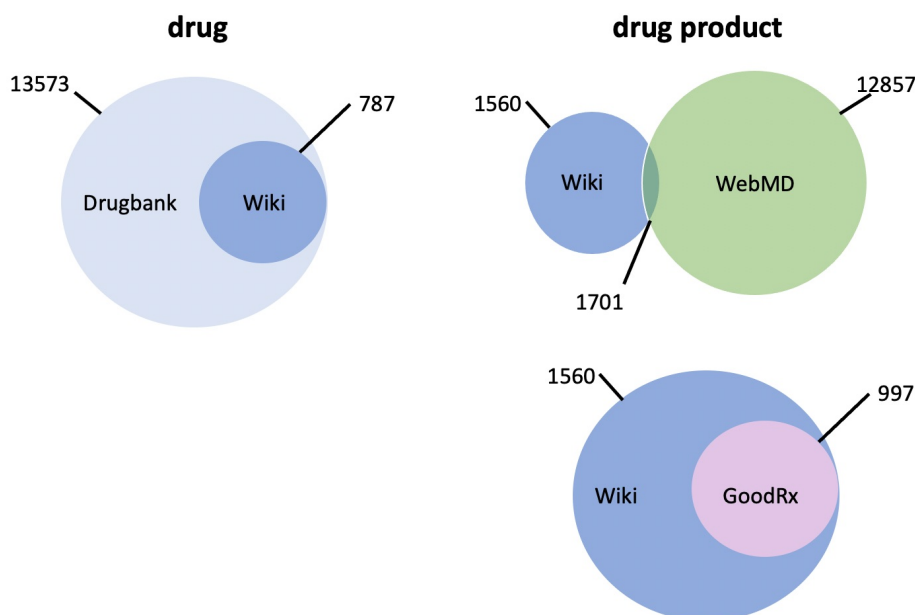 drug
13573
787
Drugbank
Wiki
drug product
1560
12857
Wiki
WebMD
1701
1560
997
Wiki
GoodRx